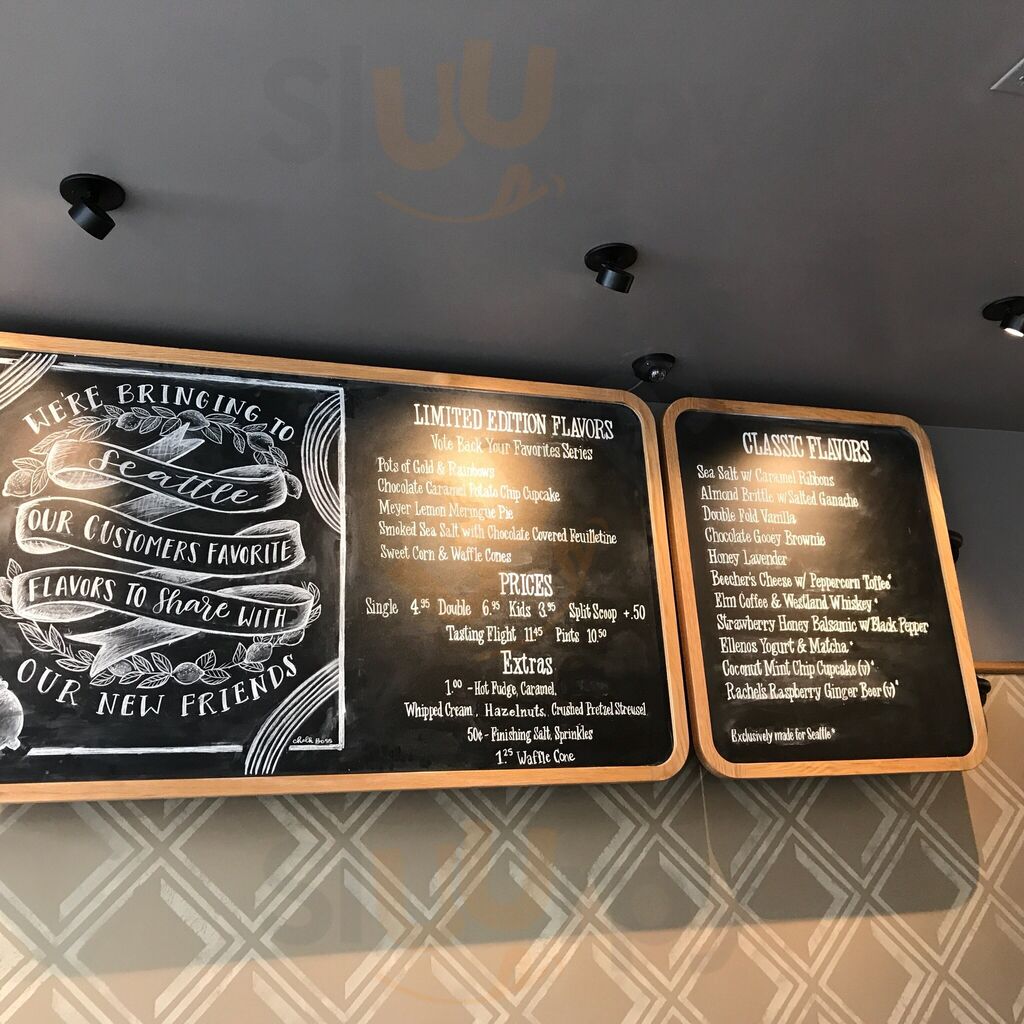 Sluurpy
WE'RE BRINGING TO
Seattle
OUR CUSTOMERS FAVORITE
FLAVORS TO Share WITH
OUR NEW FRIENDS
Chalk Boss
LIMITED EDITION FLAVORS
Vote Back Your Favorites Series
Pots of Gold & Rainbows
Chocolate Caramel Potato Chip Cupcake
Meyer Lemon Meringue Pie
Smoked Sea Salt with Chocolate Covered Feuilletine
Sweet Corn & Waffle Cones
PRICES
Single 4.95 Double 6.95 Kids 3.95 Split Scoop +.50
Tasting Flight 11.45 Pints 10.50
Extras
1.00 - Hot Fudge, Caramel,
Whipped Cream, Hazelnuts, Crushed Pretzel Streusel
50¢ - Finishing Salt, Sprinkles
1.25 Waffle Cone
CLASSIC FLAVORS
Sea Salt w/ Caramel Ribbons
Almond Brittle w/ Salted Ganache
Double Fold Vanilla
Chocolate Gooey Brownie
Honey Lavender
Beecher's Cheese w/ Peppercorn Toffee*
Elm Coffee & Westland Whiskey*
Strawberry Honey Balsamic w/ Black Pepper
Ellenos Yogurt & Matcha*
Coconut Mint Chip Cupcake (v)*
Rachel's Raspberry Ginger Beer (v)*
Exclusively made for Seattle*